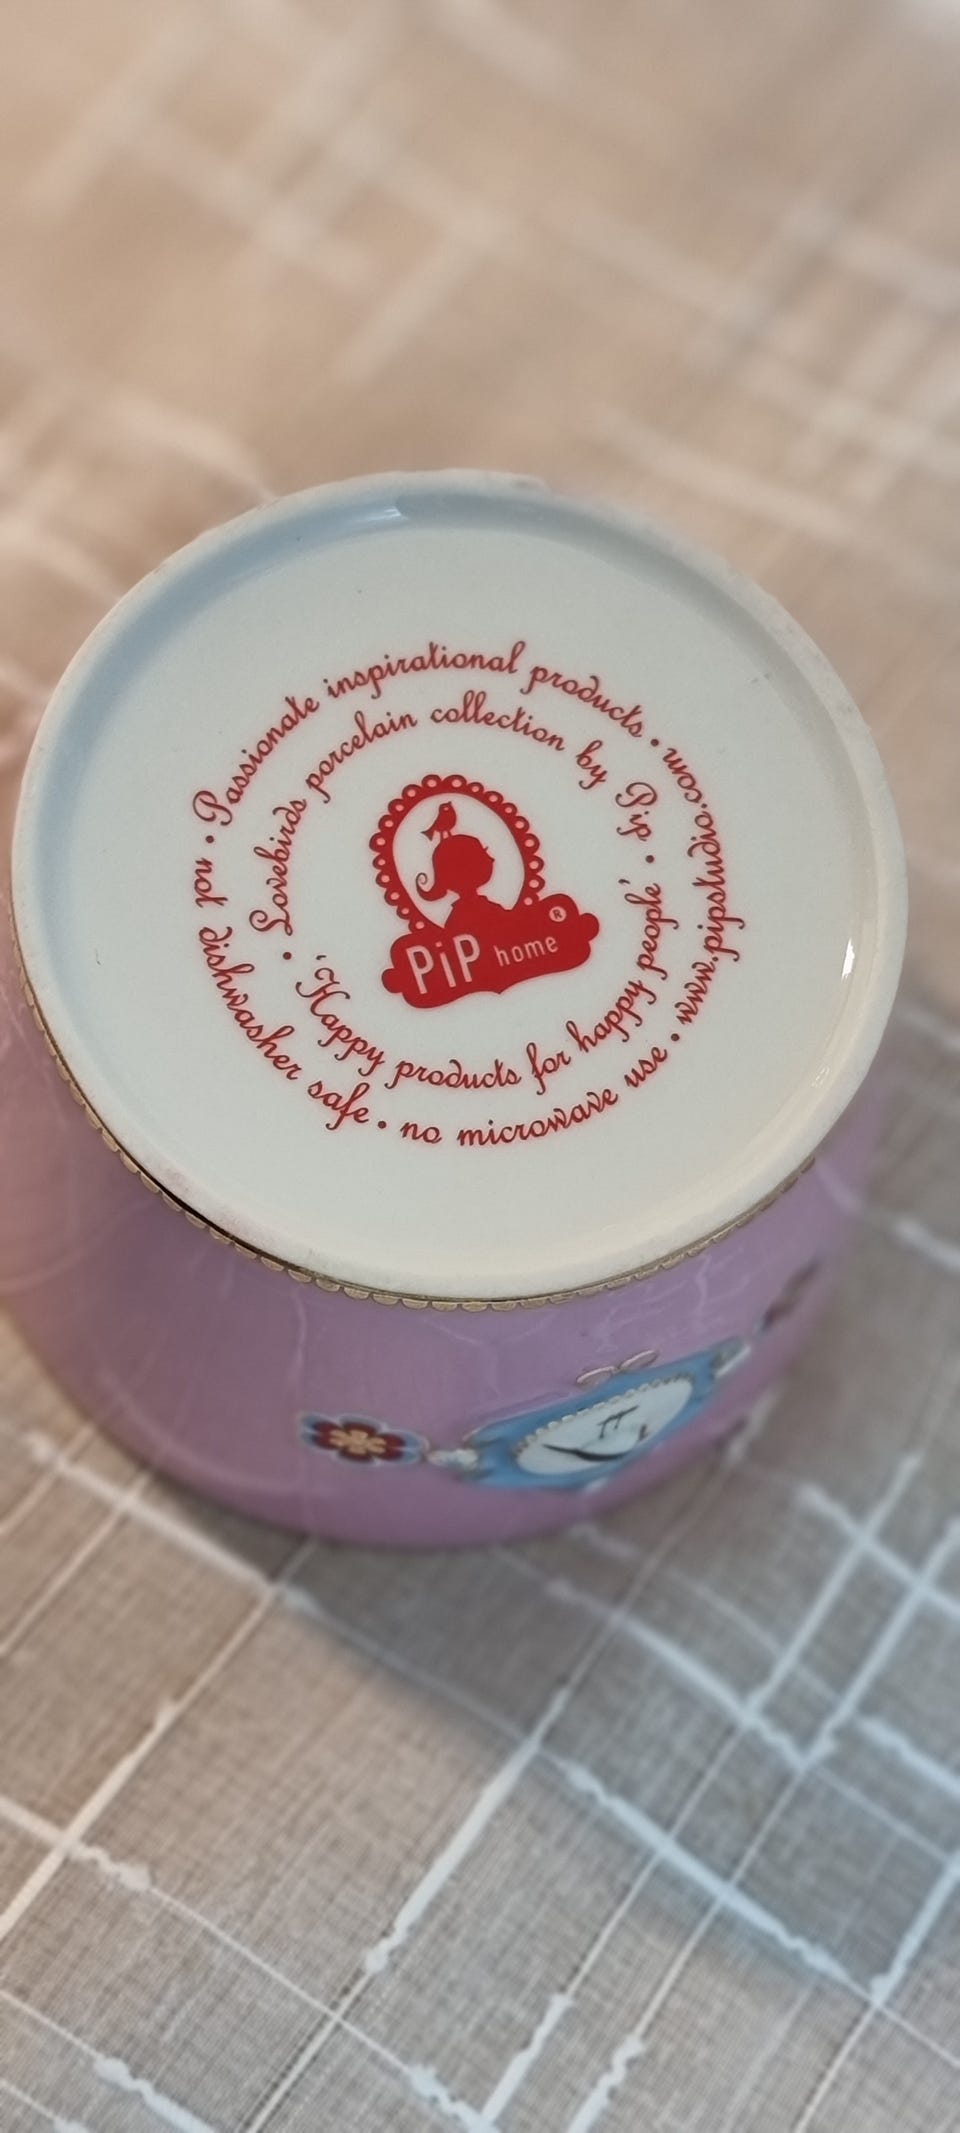 Passionate inspirational products • www.pipstudio.com • no microwave use • not dishwasher safe •
Lovebirds porcelain collection by Pip • 'Happy products for happy people' •
PiP home ®